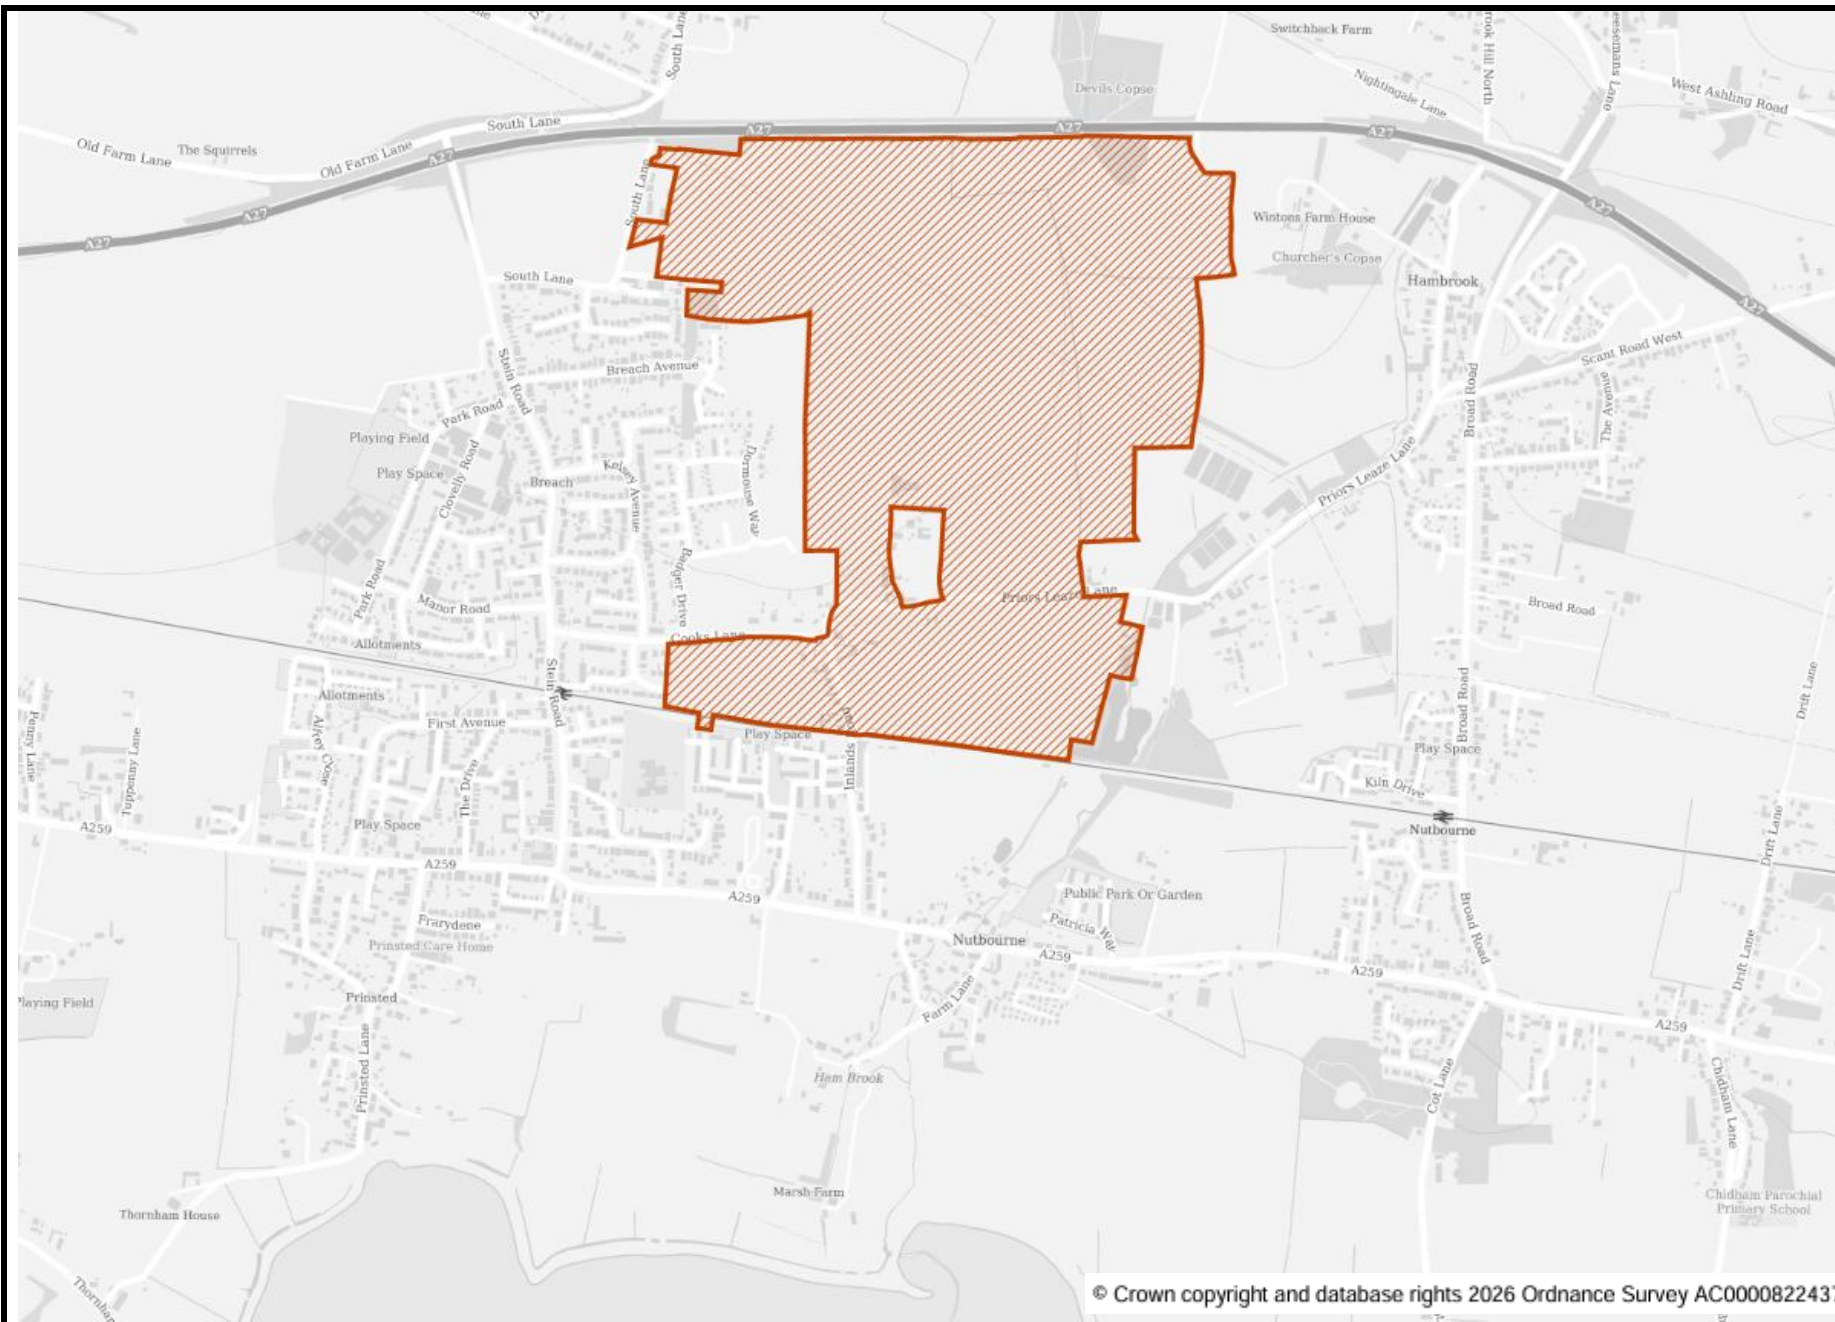 Switchback Farm
South Lane
Devils Copse
Nightingale Lane
West Ashling Road
South Lane
A27
A27
A27
Old Farm Lane
The Squirrels
Old Farm Lane
A27
South Lane
A27
A27
A27
Wintons Farm House
Churcher's Copse
Hambrook
South Lane
A27
Stein Road
Breach Avenue
Scant Road West
Broad Road
The Avenue
Park Road
Playing Field
Play Space
Clovelly Road
Kelsey Avenue
Breach
Dormouse Way
Priors Leaze Lane
Park Road
Manor Road
Badger Drive
Priors Leaze Lane
Broad Road
Cooks Lane
Allotments
Stein Road
Allotments
First Avenue
Penny Lane
Tuppenny Lane
The Drive
Play Space
Inlands Road
Broad Road
Play Space
Kiln Drive
Drift Lane
Nutbourne
A259
Play Space
A259
A259
Drift Lane
Public Park Or Garden
Patricia Way
Frarydene
Prinsted Care Home
Nutbourne
A259
Broad Road
A259
Drift Lane
Playing Field
Prinsted
Farm Lane
A259
Prinsted Lane
Ham Brook
Cot Lane
Chidham Lane
Marsh Farm
Thornham House
Chidham Parochial
Primary School
© Crown copyright and database rights 2026 Ordnance Survey AC000082243